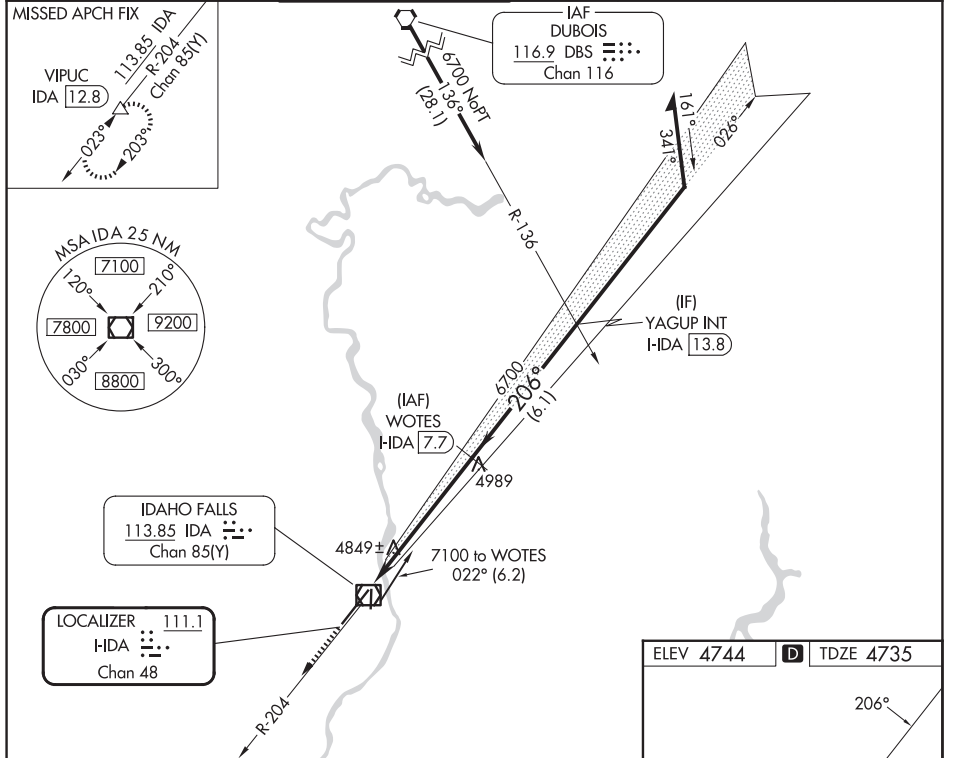 MISSED APCH FIX
113.85 IDA
R-204
Chan 85(Y)
VIPUC
IDA 12.8
023°
203°
IAF
DUBOIS
116.9 DBS
Chan 116
6700 NoPT
136°
(28.1)
R-136
161°
341°
026°
MSA IDA 25 NM
7100
120°
210°
7800
9200
030°
300°
8800
(IF)
YAGUP INT
I-IDA 13.8
6700
206°
(6.1)
(IAF)
WOTES
I-IDA 7.7
4989
IDAHO FALLS
113.85 IDA
Chan 85(Y)
4849±
7100 to WOTES
022° (6.2)
LOCALIZER 111.1
I-IDA
Chan 48
R-204
ELEV 4744 D TDZE 4735
206°